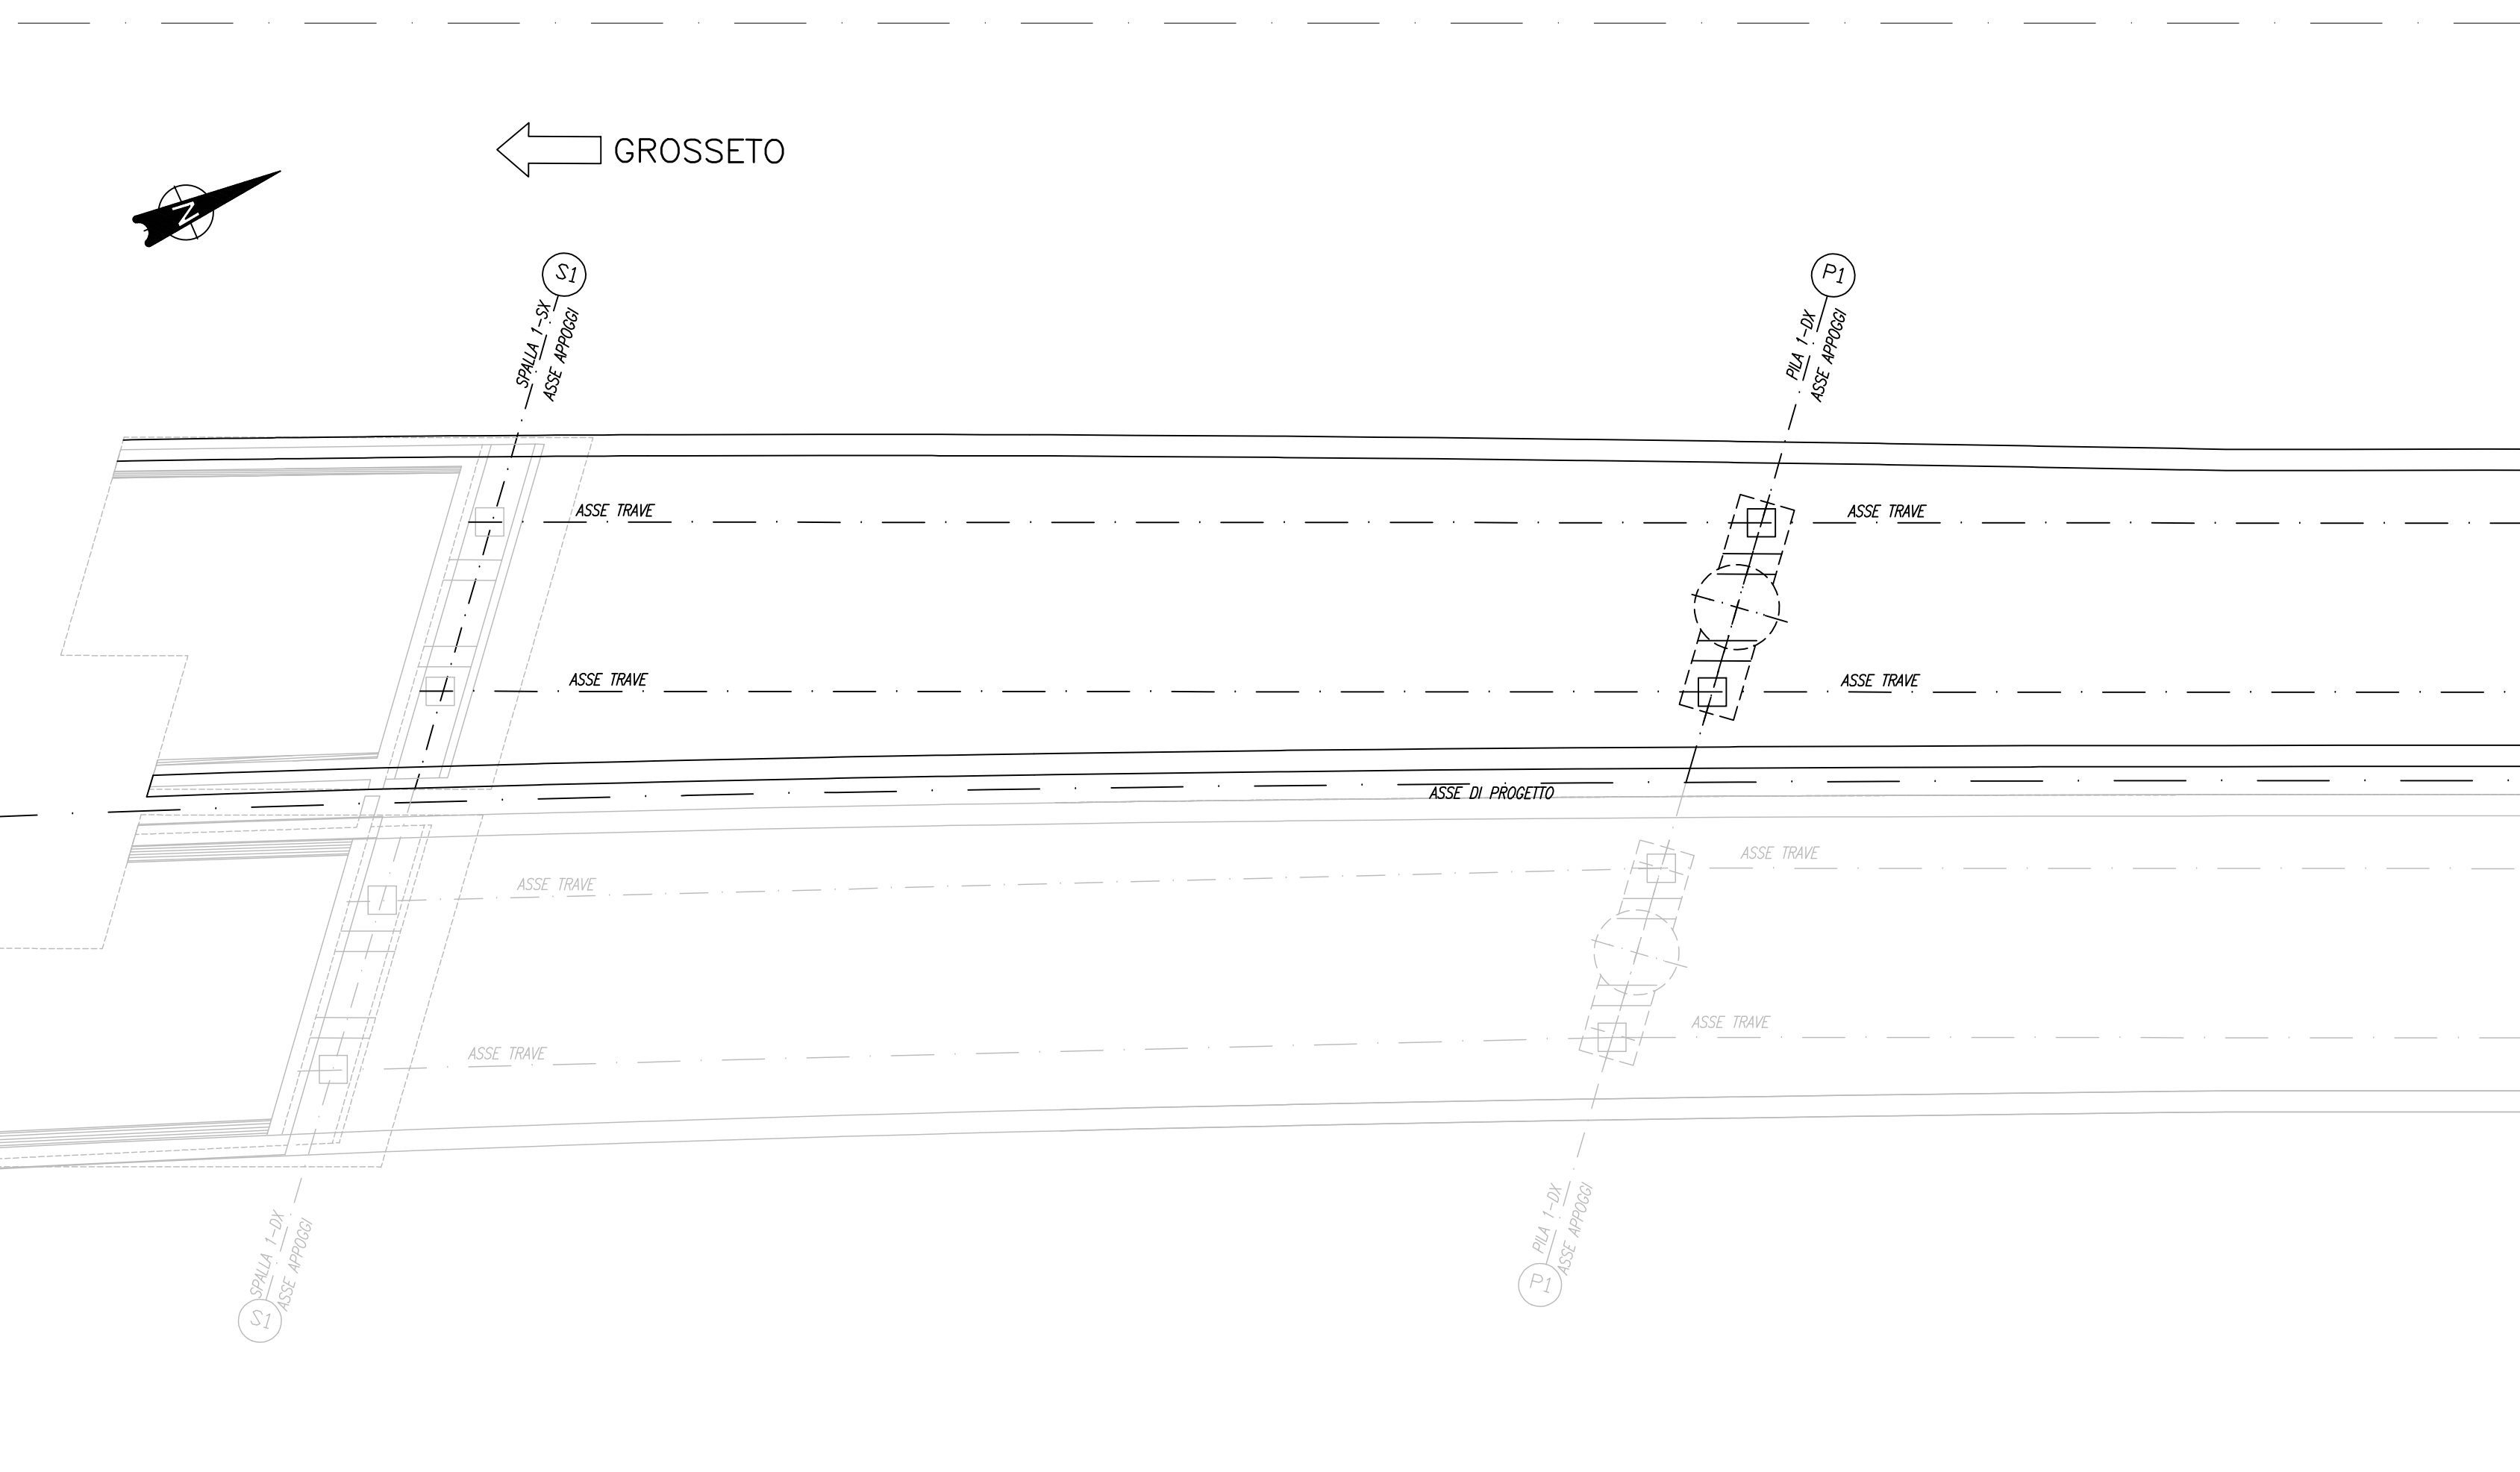 GROSSETO
N
S1
P1
SPALLA 1-SX
ASSE APPOGGI
PILA 1-DX
ASSE APPOGGI
ASSE TRAVE
ASSE TRAVE
ASSE TRAVE
ASSE TRAVE
ASSE DI PROGETTO
ASSE TRAVE
ASSE TRAVE
ASSE TRAVE
ASSE TRAVE
SPALLA 1-DX
ASSE APPOGGI
PILA 1-DX
ASSE APPOGGI
S1
P1